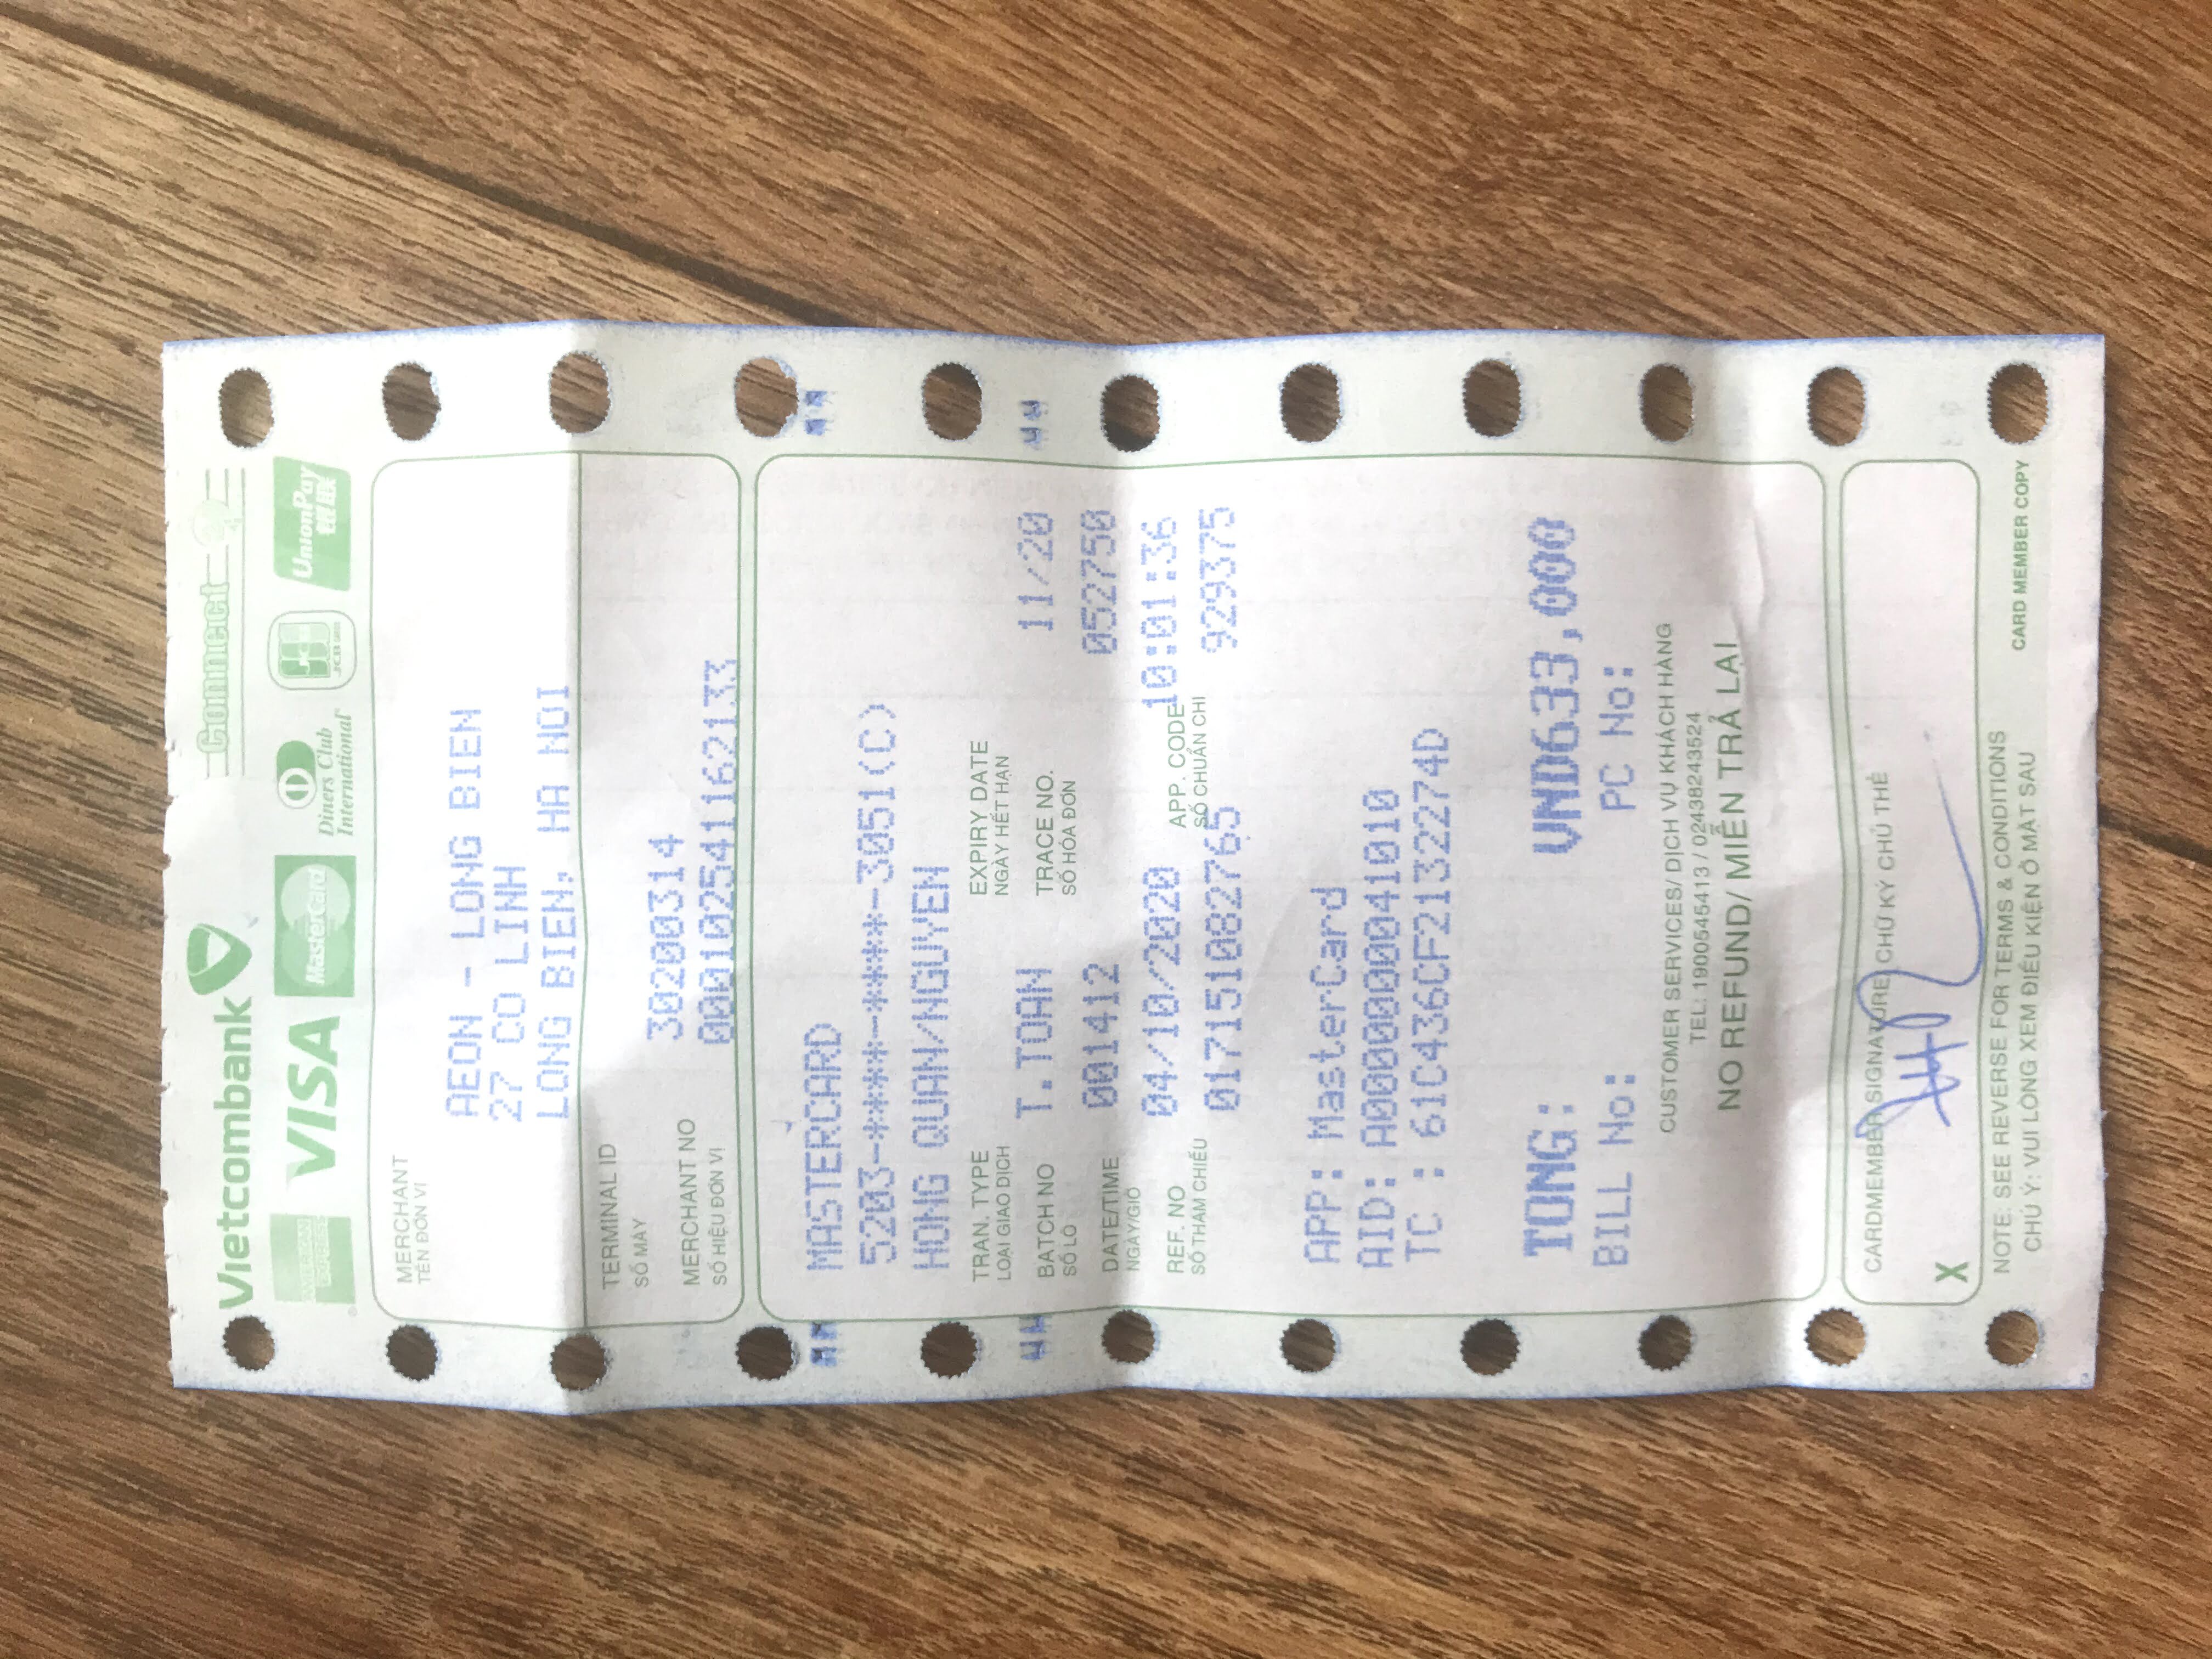 Vietcombank
Connect 24
AMERICAN EXPRESS VISA MasterCard Diners Club International JCB UnionPay 银联
MERCHANT
TÊN ĐƠN VỊ
AEON - LONG BIEN
27 CO LINH
LONG BIEN, HA NOI
TERMINAL ID
SỐ MÁY
30200314
MERCHANT NO
SỐ HIỆU ĐƠN VỊ
000102541162133
MASTERCARD
5203-****-****-3051(C)
HONG QUAN/NGUYEN
TRAN. TYPE EXPIRY DATE
LOẠI GIAO DỊCH NGÀY HẾT HẠN
T.TOAN 11/20
BATCH NO TRACE NO.
SỐ LÔ SỐ HÓA ĐƠN
001412 052750
DATE/TIME
NGÀY/GIỜ
04/10/2020 10:01:36
REF. NO APP. CODE
SỐ THAM CHIẾU SỐ CHUẨN CHI
017151082765 929375
APP: MasterCard
AID: A0000000041010
TC : 61C436CF2132274D
TONG: VND633,000
BILL No: PC No:
CUSTOMER SERVICES/ DỊCH VỤ KHÁCH HÀNG
TEL: 1900545413 / 02438243524
NO REFUND/ MIỄN TRẢ LẠI
CARDMEMBER SIGNATURE/ CHỮ KÝ CHỦ THẺ
X
NOTE: SEE REVERSE FOR TERMS & CONDITIONS
CHÚ Ý: VUI LÒNG XEM ĐIỀU KIỆN Ở MẶT SAU
CARD MEMBER COPY